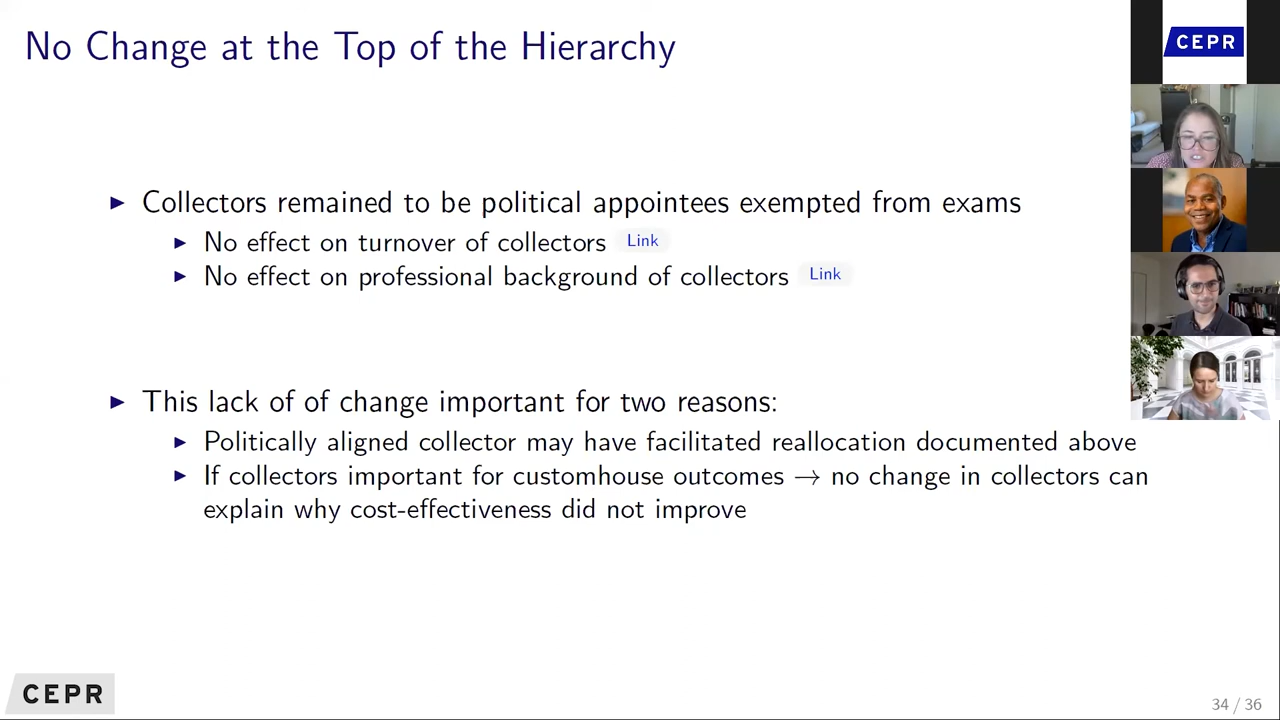 No Change at the Top of the Hierarchy
CEPR
▶ Collectors remained to be political appointees exempted from exams
▶ No effect on turnover of collectors Link
▶ No effect on professional background of collectors Link
▶ This lack of of change important for two reasons:
▶ Politically aligned collector may have facilitated reallocation documented above
▶ If collectors important for customhouse outcomes → no change in collectors can
explain why cost-effectiveness did not improve
CEPR
34 / 36